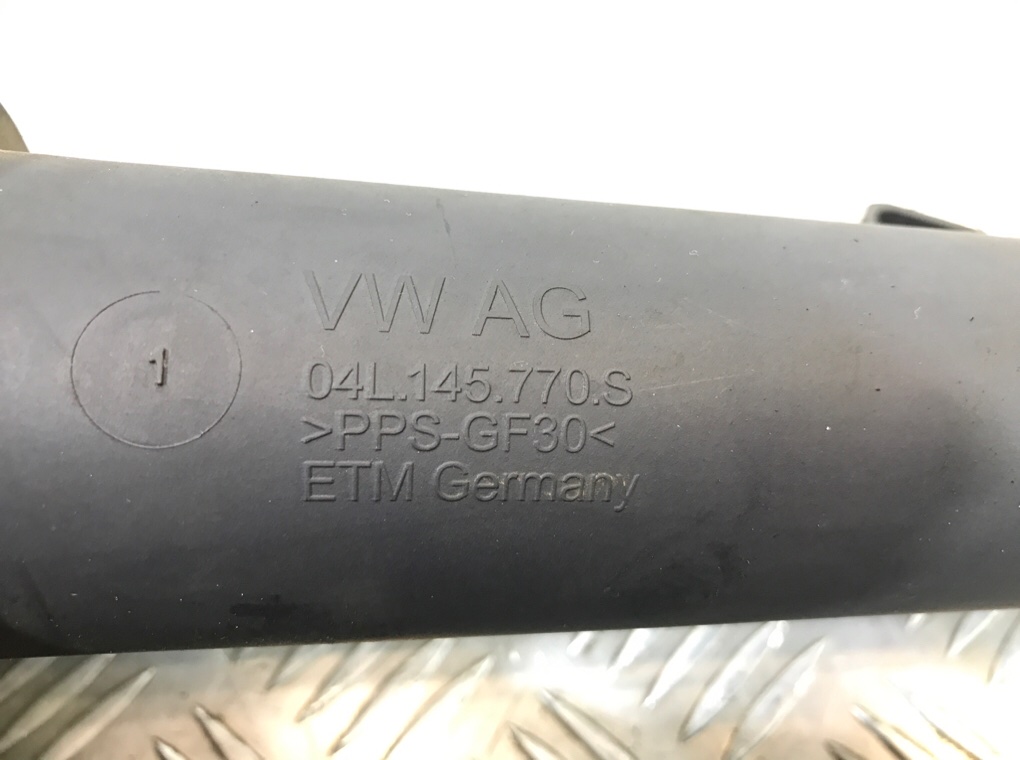 1
VW AG
04L.145.770.S
>PPS-GF30<
ETM Germany